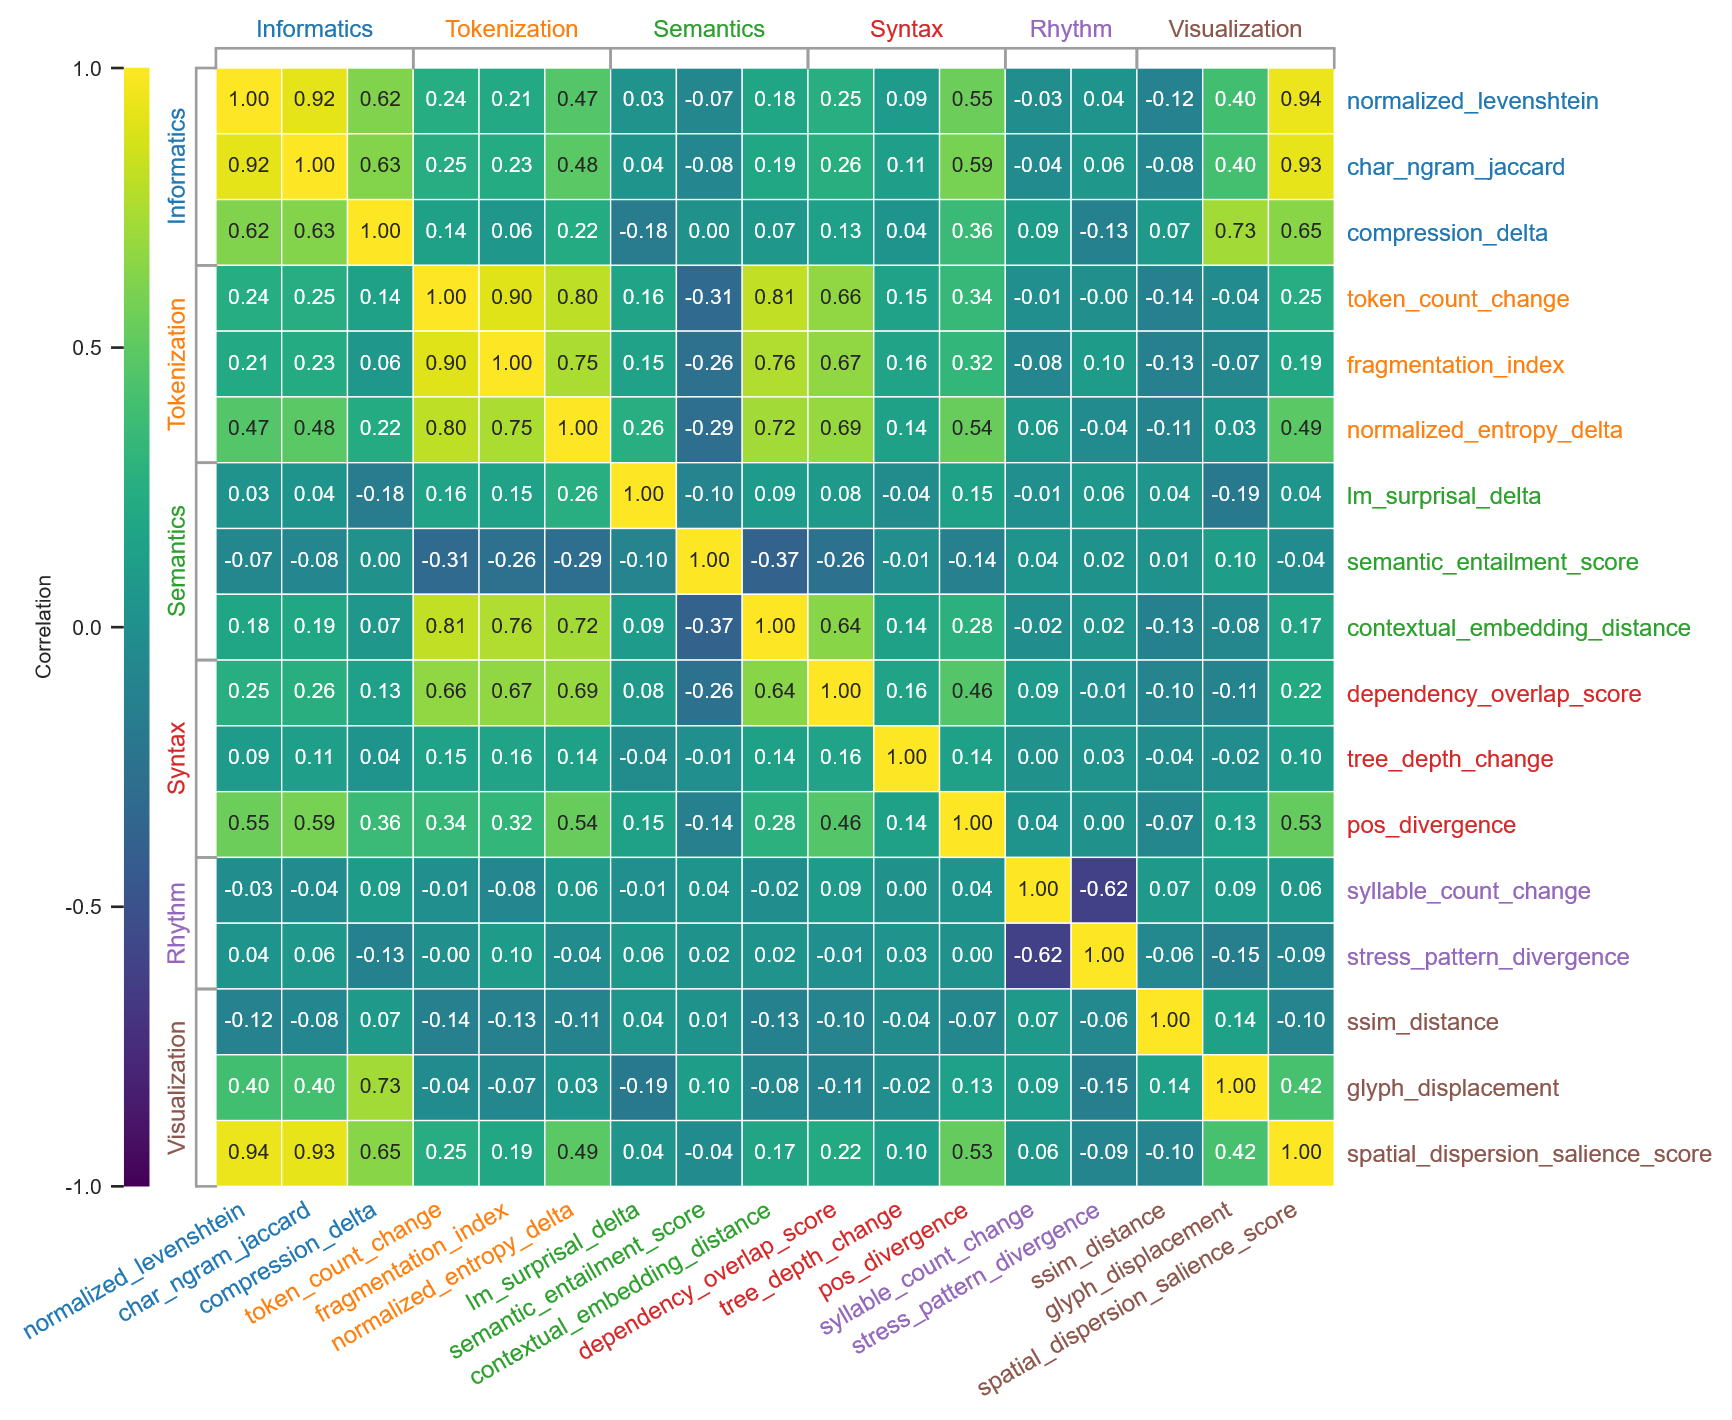 Informatics Tokenization Semantics Syntax Rhythm Visualization
1.0
0.5
0.0
-0.5
-1.0
Correlation
Informatics
Tokenization
Semantics
Syntax
Rhythm
Visualization
1.00 0.92 0.62 0.24 0.21 0.47 0.03 -0.07 0.18 0.25 0.09 0.55 -0.03 0.04 -0.12 0.40 0.94 normalized_levenshtein
0.92 1.00 0.63 0.25 0.23 0.48 0.04 -0.08 0.19 0.26 0.11 0.59 -0.04 0.06 -0.08 0.40 0.93 char_ngram_jaccard
0.62 0.63 1.00 0.14 0.06 0.22 -0.18 0.00 0.07 0.13 0.04 0.36 0.09 -0.13 0.07 0.73 0.65 compression_delta
0.24 0.25 0.14 1.00 0.90 0.80 0.16 -0.31 0.81 0.66 0.15 0.34 -0.01 -0.00 -0.14 -0.04 0.25 token_count_change
0.21 0.23 0.06 0.90 1.00 0.75 0.15 -0.26 0.76 0.67 0.16 0.32 -0.08 0.10 -0.13 -0.07 0.19 fragmentation_index
0.47 0.48 0.22 0.80 0.75 1.00 0.26 -0.29 0.72 0.69 0.14 0.54 0.06 -0.04 -0.11 0.03 0.49 normalized_entropy_delta
0.03 0.04 -0.18 0.16 0.15 0.26 1.00 -0.10 0.09 0.08 -0.04 0.15 -0.01 0.06 0.04 -0.19 0.04 lm_surprisal_delta
-0.07 -0.08 0.00 -0.31 -0.26 -0.29 -0.10 1.00 -0.37 -0.26 -0.01 -0.14 0.04 0.02 0.01 0.10 -0.04 semantic_entailment_score
0.18 0.19 0.07 0.81 0.76 0.72 0.09 -0.37 1.00 0.64 0.14 0.28 -0.02 0.02 -0.13 -0.08 0.17 contextual_embedding_distance
0.25 0.26 0.13 0.66 0.67 0.69 0.08 -0.26 0.64 1.00 0.16 0.46 0.09 -0.01 -0.10 -0.11 0.22 dependency_overlap_score
0.09 0.11 0.04 0.15 0.16 0.14 -0.04 -0.01 0.14 0.16 1.00 0.14 0.00 0.03 -0.04 -0.02 0.10 tree_depth_change
0.55 0.59 0.36 0.34 0.32 0.54 0.15 -0.14 0.28 0.46 0.14 1.00 0.04 0.00 -0.07 0.13 0.53 pos_divergence
-0.03 -0.04 0.09 -0.01 -0.08 0.06 -0.01 0.04 -0.02 0.09 0.00 0.04 1.00 -0.62 0.07 0.09 0.06 syllable_count_change
0.04 0.06 -0.13 -0.00 0.10 -0.04 0.06 0.02 0.02 -0.01 0.03 0.00 -0.62 1.00 -0.06 -0.15 -0.09 stress_pattern_divergence
-0.12 -0.08 0.07 -0.14 -0.13 -0.11 0.04 0.01 -0.13 -0.10 -0.04 -0.07 0.07 -0.06 1.00 0.14 -0.10 ssim_distance
0.40 0.40 0.73 -0.04 -0.07 0.03 -0.19 0.10 -0.08 -0.11 -0.02 0.13 0.09 -0.15 0.14 1.00 0.42 glyph_displacement
0.94 0.93 0.65 0.25 0.19 0.49 0.04 -0.04 0.17 0.22 0.10 0.53 0.06 -0.09 -0.10 0.42 1.00 spatial_dispersion_salience_score
normalized_levenshtein
char_ngram_jaccard
compression_delta
token_count_change
fragmentation_index
normalized_entropy_delta
lm_surprisal_delta
semantic_entailment_score
contextual_embedding_distance
dependency_overlap_score
tree_depth_change
pos_divergence
syllable_count_change
stress_pattern_divergence
ssim_distance
glyph_displacement
spatial_dispersion_salience_score